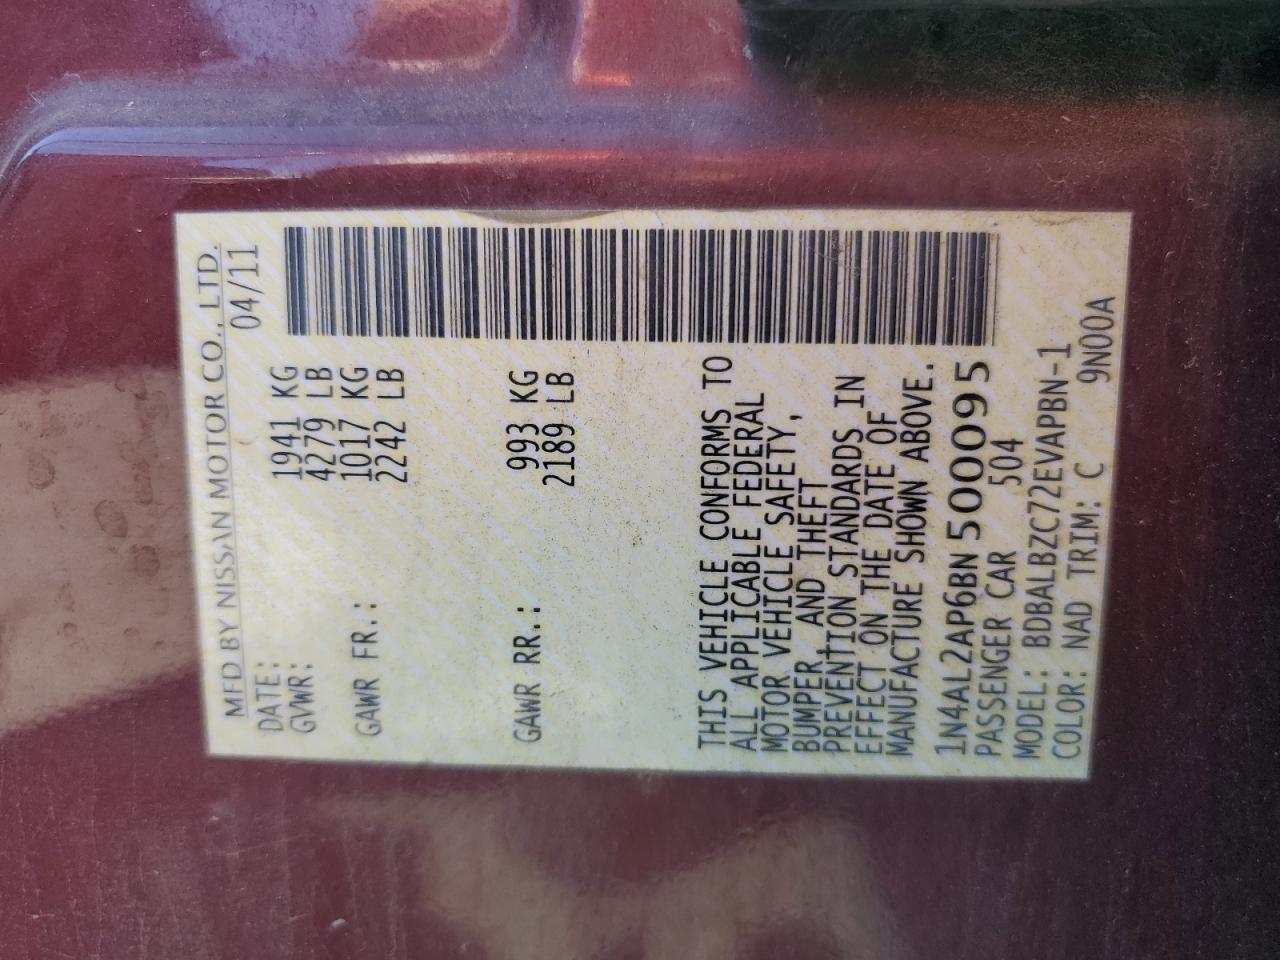 MFD BY NISSAN MOTOR CO., LTD.
DATE: 04/11
GVWR: 1941 KG
4279 LB
GAWR FR.: 1017 KG
2242 LB
GAWR RR.: 993 KG
2189 LB
THIS VEHICLE CONFORMS TO
ALL APPLICABLE FEDERAL
MOTOR VEHICLE SAFETY,
BUMPER, AND THEFT
PREVENTION STANDARDS IN
EFFECT ON THE DATE OF
MANUFACTURE SHOWN ABOVE.
1N4AL2AP6BN 500095
PASSENGER CAR 504
MODEL: BDBALBZC72EVAPBN-1
COLOR: NAD TRIM: C 9N00A